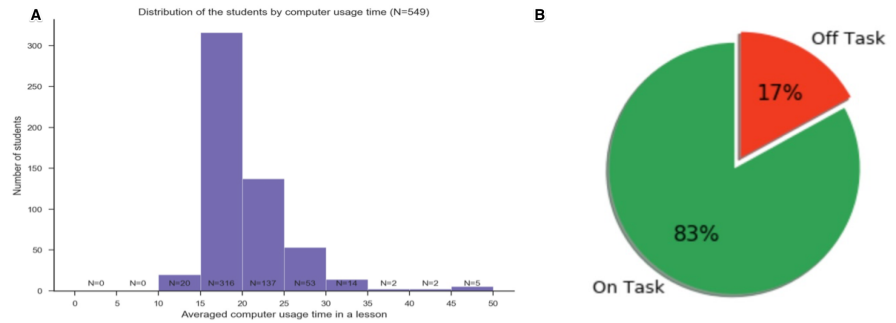 A
Distribution of the students by computer usage time (N=549)
Number of students
300
250
200
150
100
50
0
N=0 N=0 N=20 N=316 N=137 N=53 N=14 N=2 N=2 N=5
0 5 10 15 20 25 30 35 40 45 50
Averaged computer usage time in a lesson
B
Off Task
17%
83%
On Task